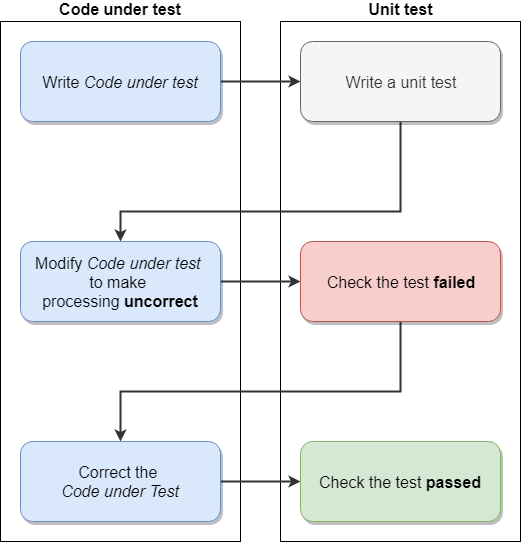 Code under test
Unit test
Write Code under test
Write a unit test
Modify Code under test
to make
processing uncorrect
Check the test failed
Correct the
Code under Test
Check the test passed